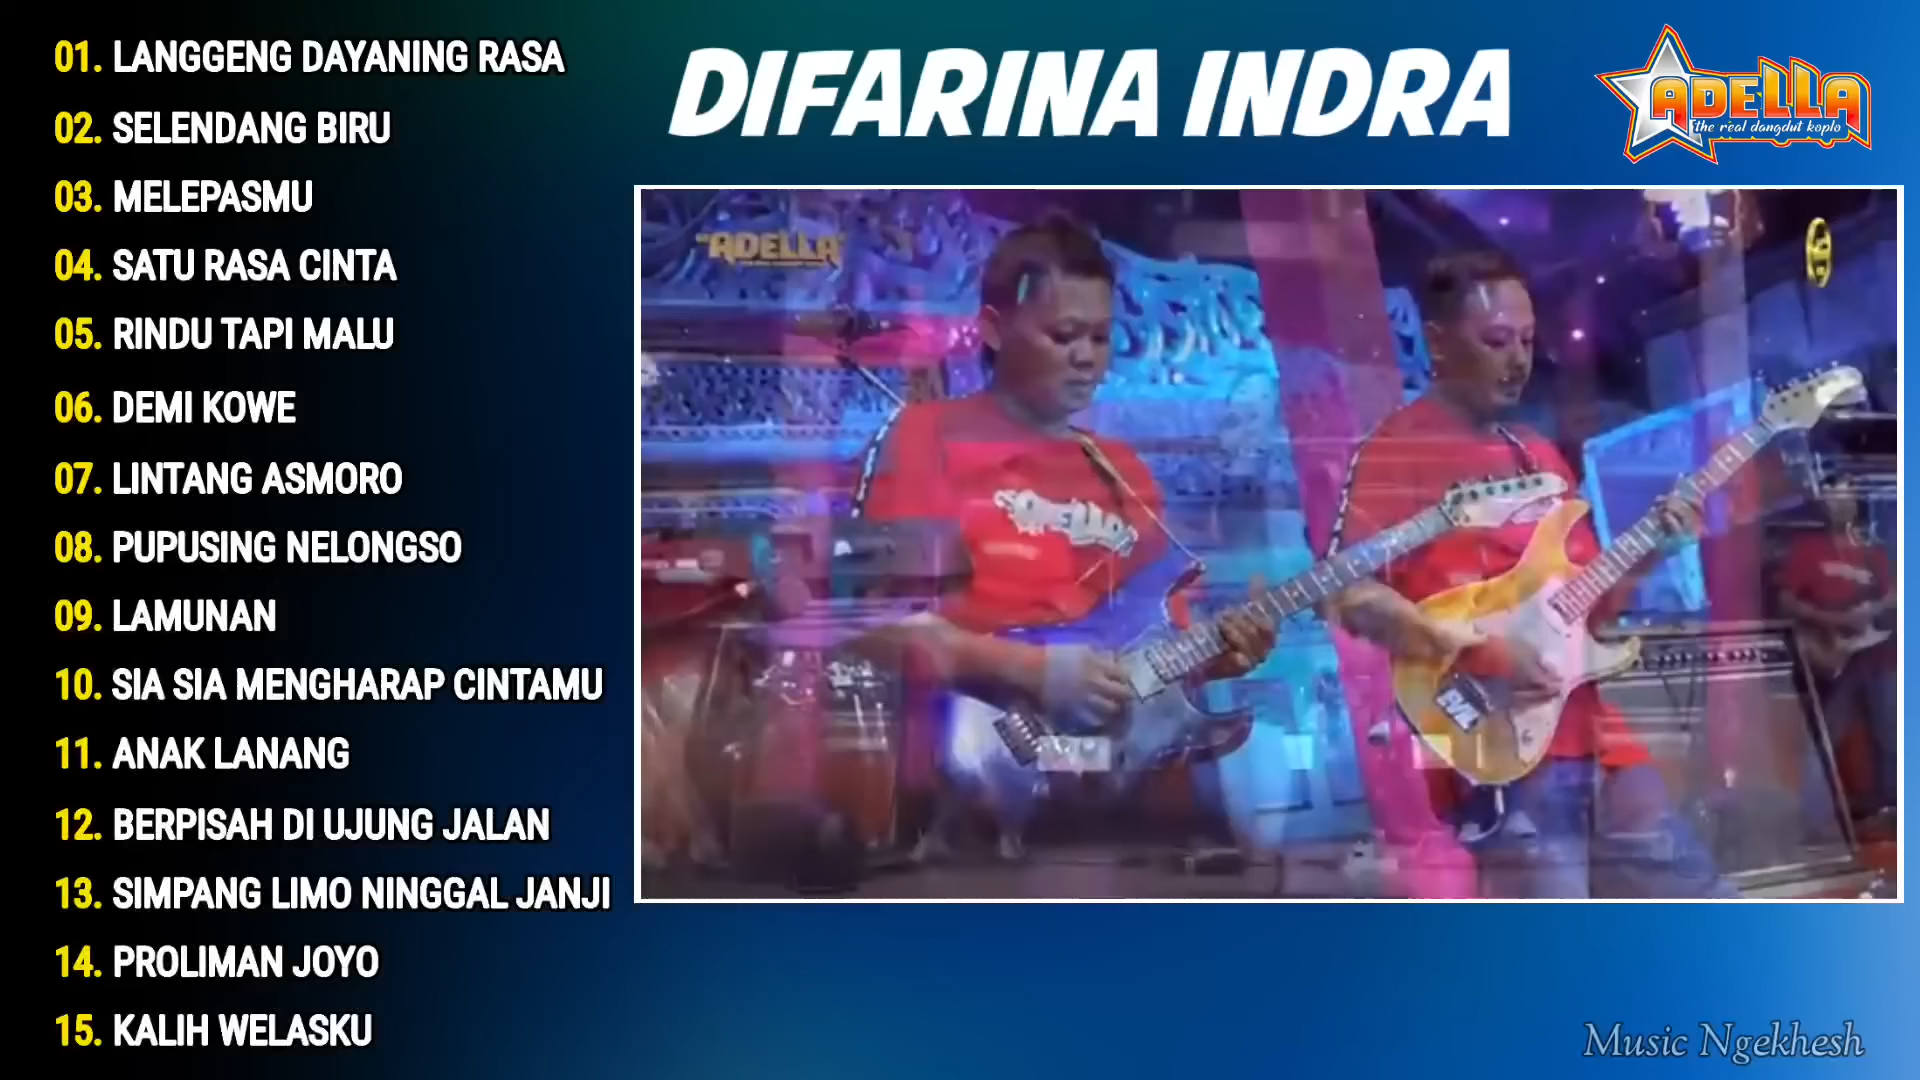 01. LANGGENG DAYANING RASA
02. SELENDANG BIRU
03. MELEPASMU
04. SATU RASA CINTA
05. RINDU TAPI MALU
06. DEMI KOWE
07. LINTANG ASMORO
08. PUPUSING NELONGSO
09. LAMUNAN
10. SIA SIA MENGHARAP CINTAMU
11. ANAK LANANG
12. BERPISAH DI UJUNG JALAN
13. SIMPANG LIMO NINGGAL JANJI
14. PROLIMAN JOYO
15. KALIH WELASKU
DIFARINA INDRA
ADELLA
the real dangdut koplo
ADELLA
ADELLA
Music Ngekhesh